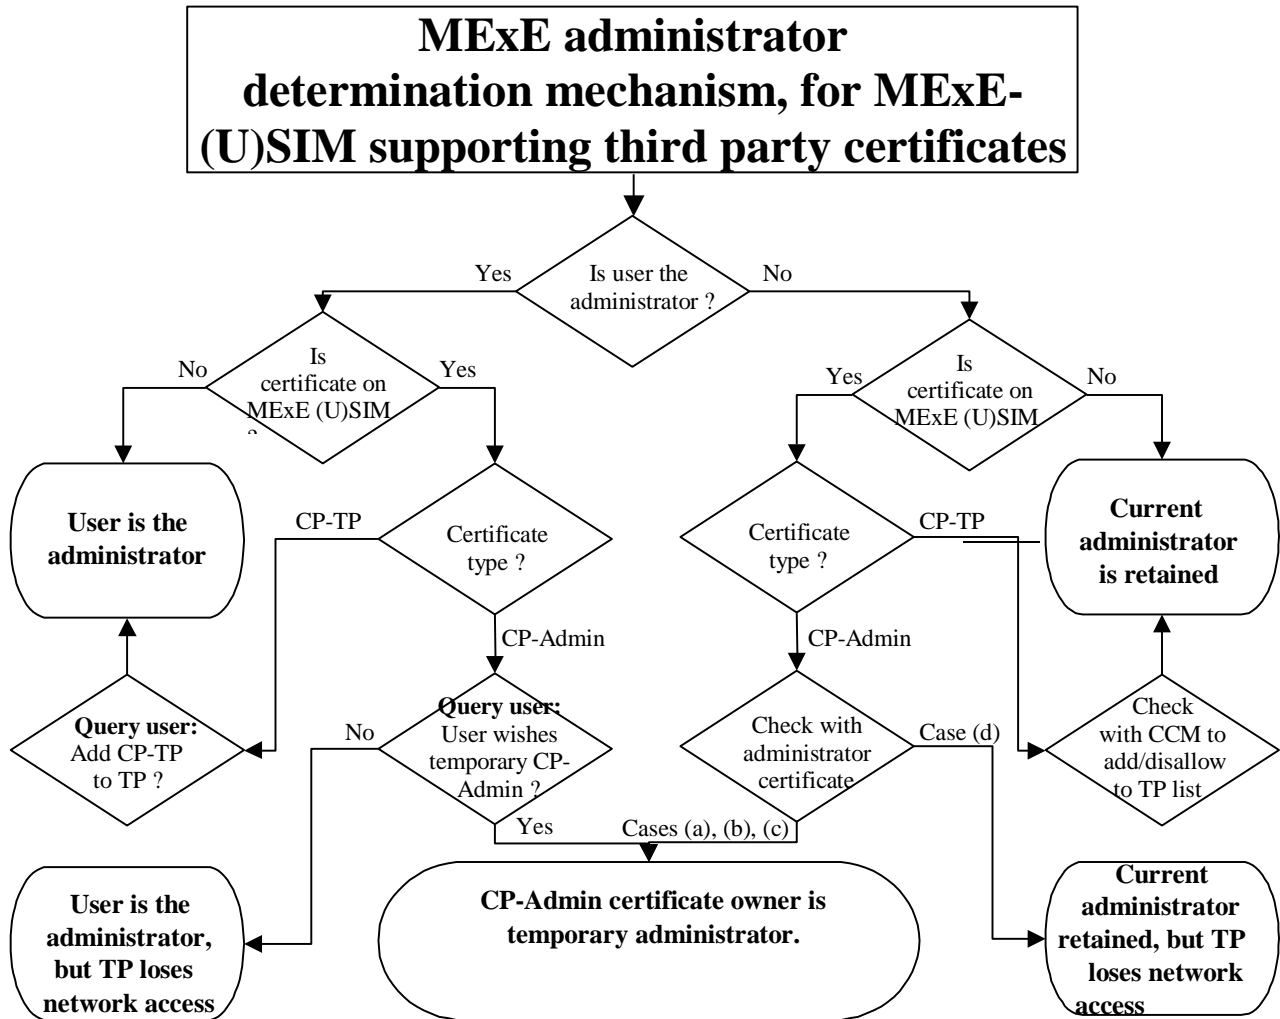 MExE administrator
determination mechanism, for MExE-
(U)SIM supporting third party certificates
Yes
Is user the
administrator ?
No
No
Is
certificate on
MExE (U)SIM
?
Yes
Yes
Is
certificate on
MExE (U)SIM
No
User is the
administrator
CP-TP
Certificate
type ?
Certificate
type ?
CP-TP
Current
administrator
is retained
CP-Admin
CP-Admin
Query user:
Add CP-TP
to TP ?
No
Query user:
User wishes
temporary CP-
Admin ?
Check with
administrator
certificate
Case (d)
Check
with CCM to
add/disallow
to TP list
Yes
Cases (a), (b), (c)
User is the
administrator,
but TP loses
network access
CP-Admin certificate owner is
temporary administrator.
Current
administrator
retained, but TP
loses network
access